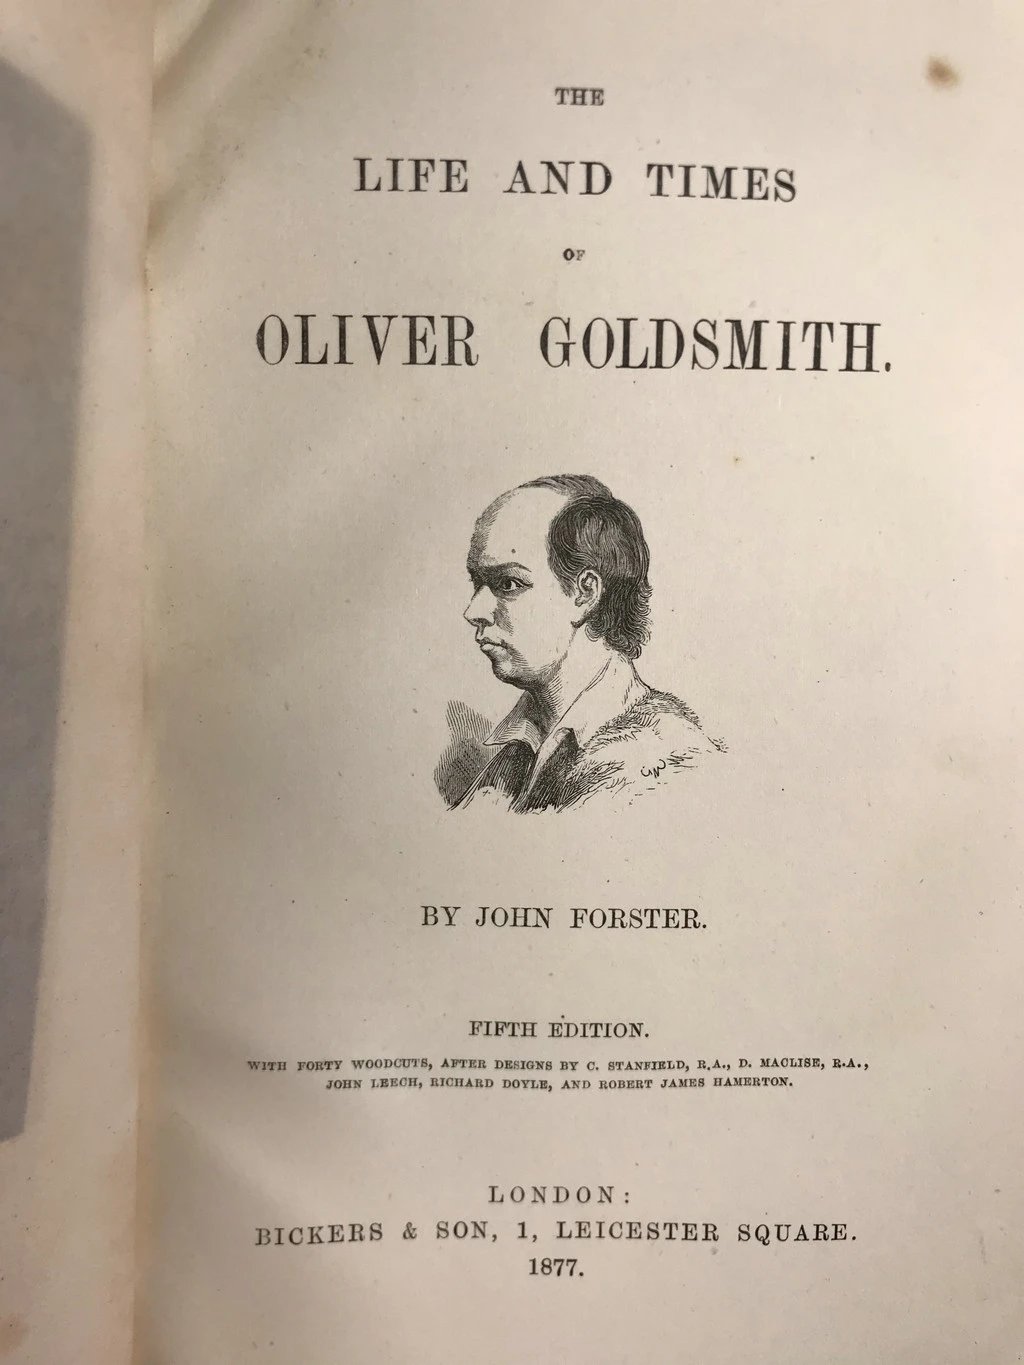 THE
LIFE AND TIMES
OF
OLIVER GOLDSMITH.
BY JOHN FORSTER.
FIFTH EDITION.
WITH FORTY WOODCUTS, AFTER DESIGNS BY C. STANFIELD, R.A., D. MACLISE, R.A.,
JOHN LEECH, RICHARD DOYLE, AND ROBERT JAMES HAMERTON.
LONDON:
BICKERS & SON, 1, LEICESTER SQUARE.
1877.